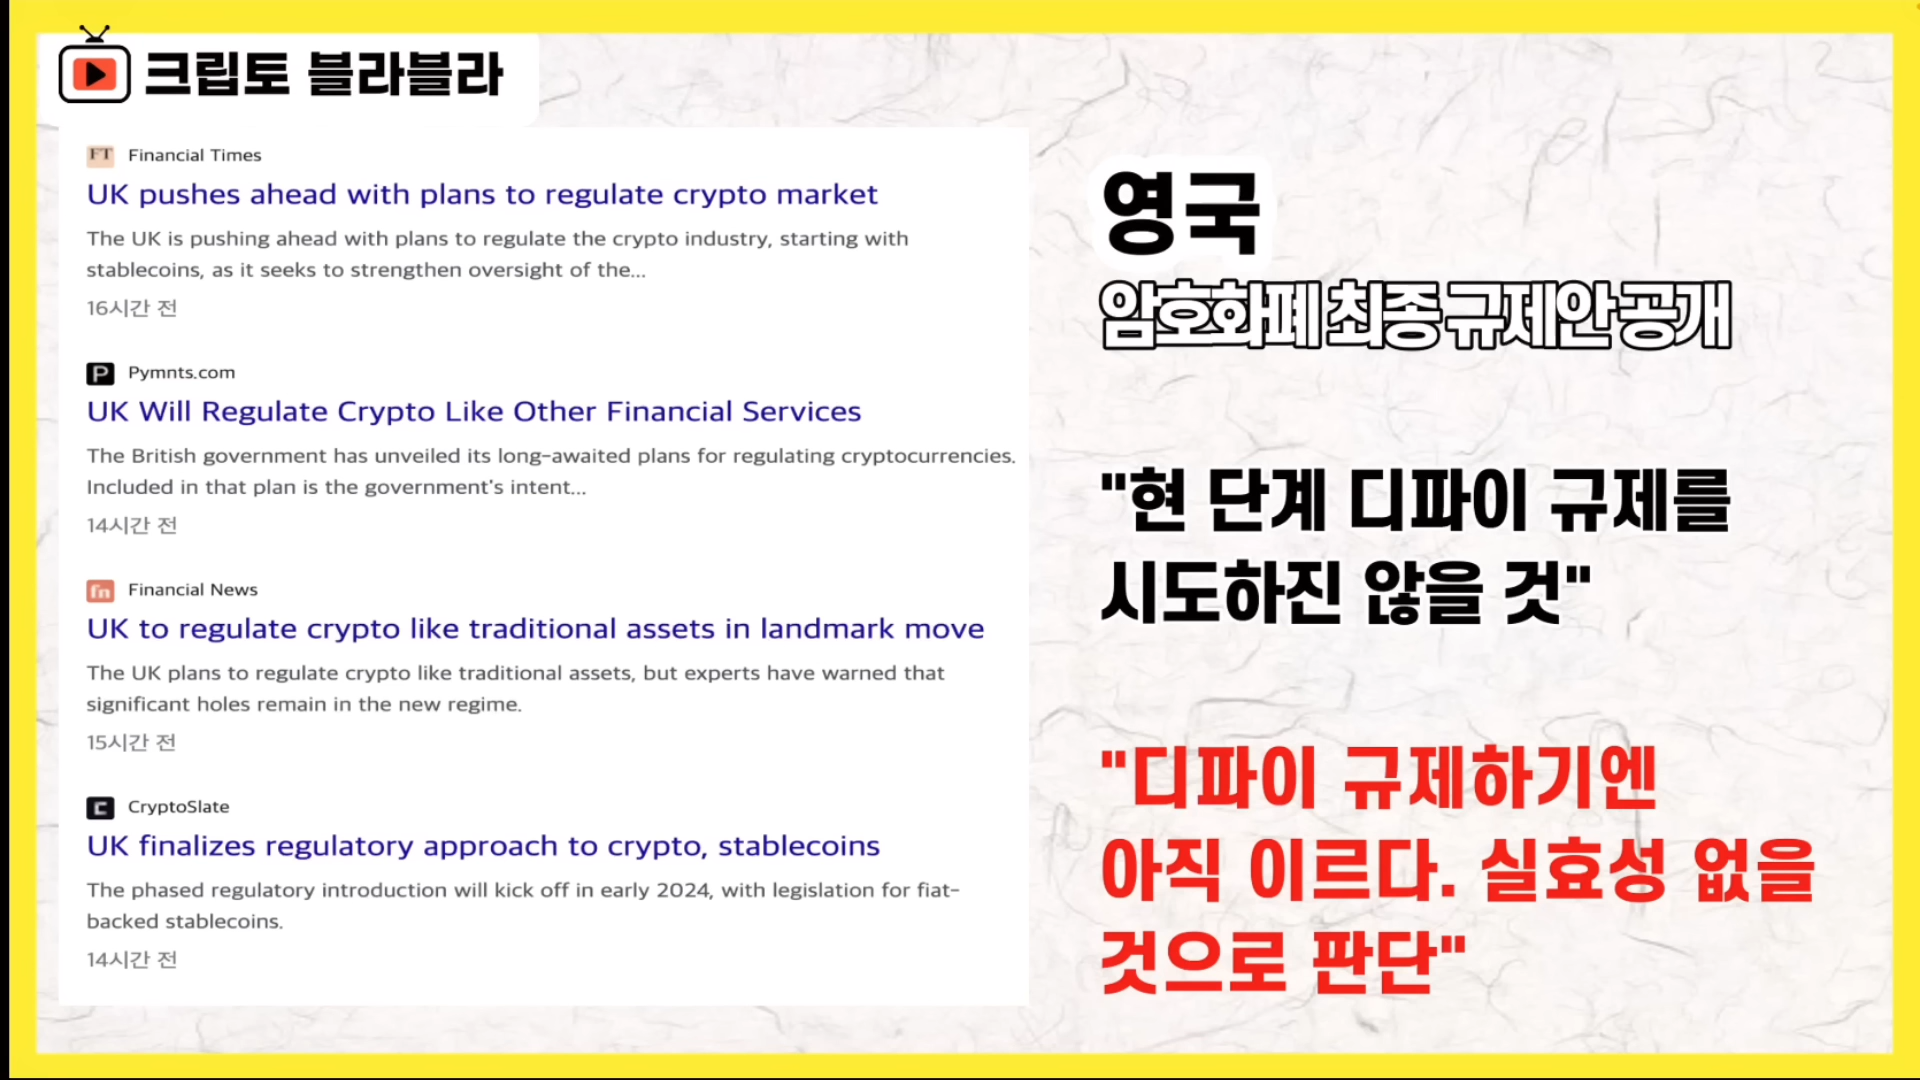 크립토 블라블라
FT Financial Times
UK pushes ahead with plans to regulate crypto market
The UK is pushing ahead with plans to regulate the crypto industry, starting with
stablecoins, as it seeks to strengthen oversight of the...
16시간 전
P Pymnts.com
UK Will Regulate Crypto Like Other Financial Services
The British government has unveiled its long-awaited plans for regulating cryptocurrencies.
Included in that plan is the government's intent...
14시간 전
fn Financial News
UK to regulate crypto like traditional assets in landmark move
The UK plans to regulate crypto like traditional assets, but experts have warned that
significant holes remain in the new regime.
15시간 전
C CryptoSlate
UK finalizes regulatory approach to crypto, stablecoins
The phased regulatory introduction will kick off in early 2024, with legislation for fiat-
backed stablecoins.
14시간 전
영국
암호화폐 최종 규제안 공개
"현 단계 디파이 규제를
시도하진 않을 것"
"디파이 규제하기엔
아직 이르다. 실효성 없을
것으로 판단"